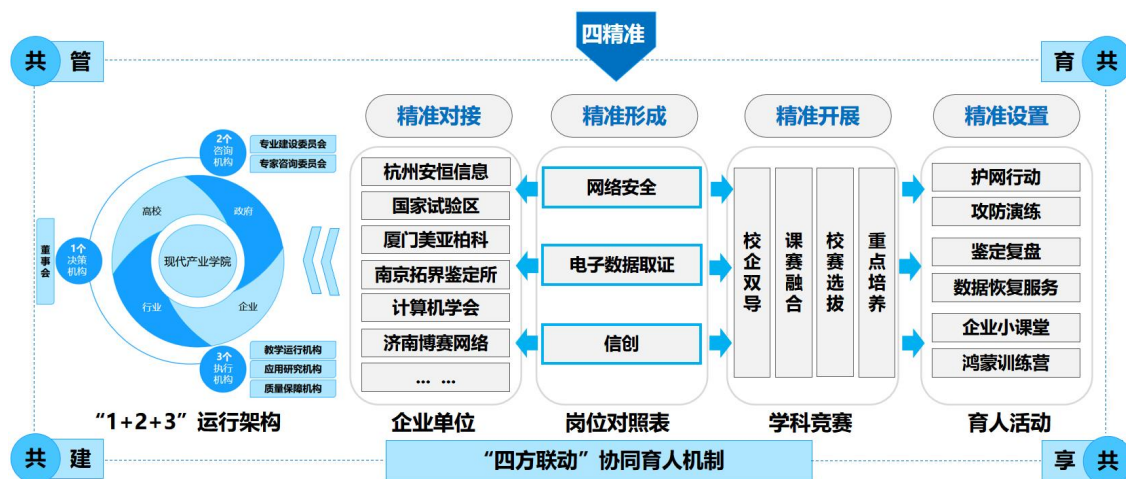 四精准
共管
育共
精准对接
精准形成
精准开展
精准设置
2个
咨询
机构
专业建设委员会
专家咨询委员会
高校
政府
董事会
1个
决策
机构
现代产业学院
行业
企业
3个
执行
机构
教学运行机构
应用研究机构
质量保障机构
“1+2+3”运行架构
杭州安恒信息
国家试验区
厦门美亚柏科
南京拓界鉴定所
计算机学会
济南博赛网络
... ...
企业单位
网络安全
电子数据取证
信创
岗位对照表
校企双导
课赛融合
校赛选拔
重点培养
学科竞赛
护网行动
攻防演练
鉴定复盘
数据恢复服务
企业小课堂
鸿蒙训练营
育人活动
共建
“四方联动”协同育人机制
享共